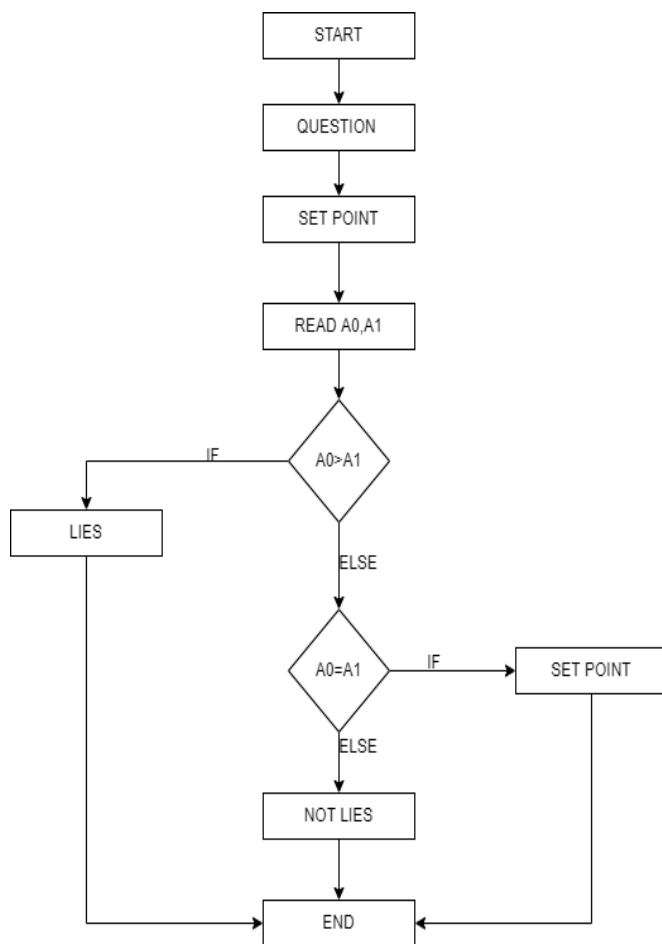 START
QUESTION
SET POINT
READ A0,A1
A0>A1
IF
LIES
ELSE
A0=A1
IF
SET POINT
ELSE
NOT LIES
END